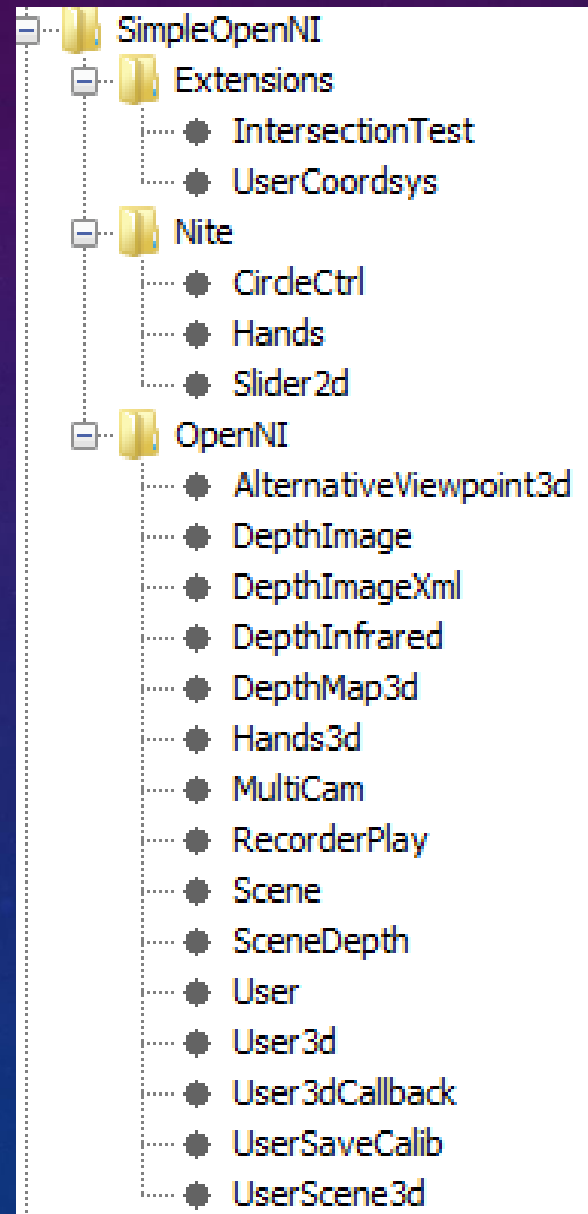 SimpleOpenNI
Extensions
IntersectionTest
UserCoordsys
Nite
CircleCtrl
Hands
Slider2d
OpenNI
AlternativeViewpoint3d
DepthImage
DepthImageXml
DepthInfrared
DepthMap3d
Hands3d
MultiCam
RecorderPlay
Scene
SceneDepth
User
User3d
User3dCallback
UserSaveCalib
UserScene3d